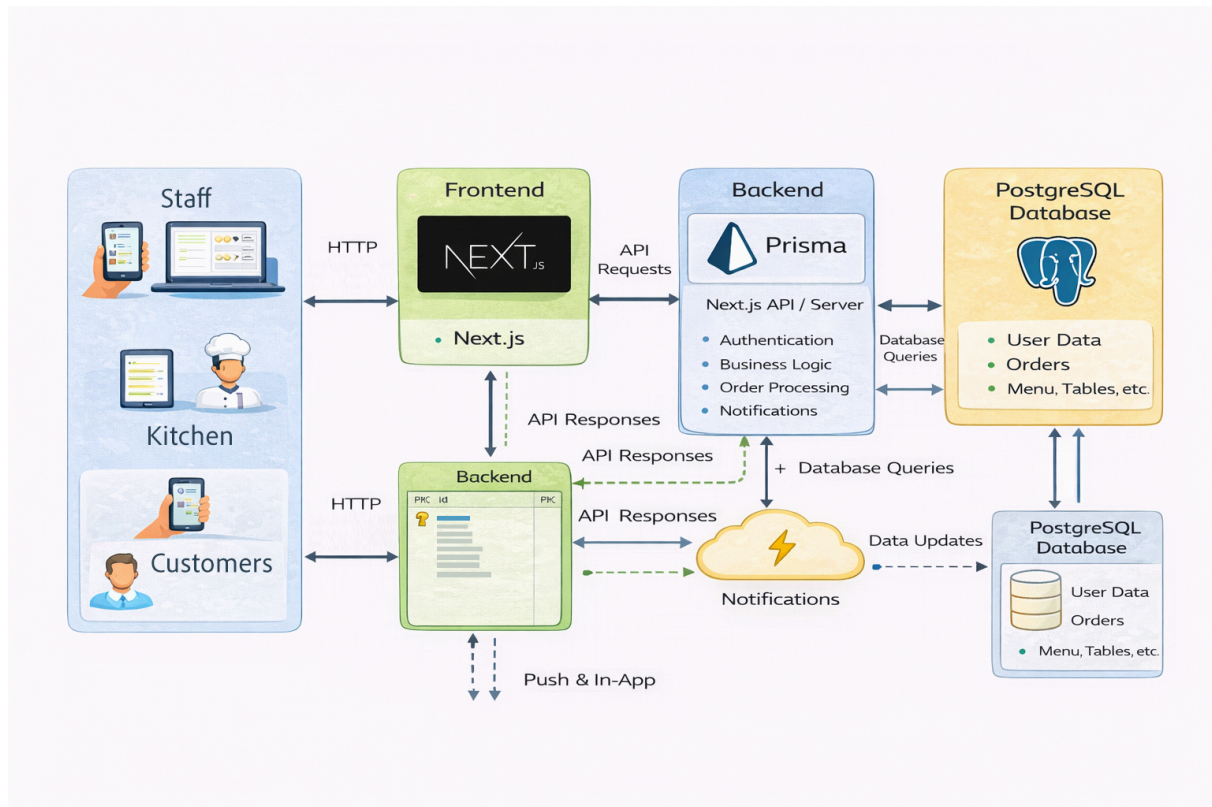 Staff
Kitchen
Customers
HTTP
HTTP
Frontend
NEXT.JS
• Next.js
API
Requests
Backend
Prisma
Next.js API / Server
• Authentication
• Business Logic
• Order Processing
• Notifications
Database
Queries
PostgreSQL
Database
• User Data
• Orders
• Menu, Tables, etc.
API Responses
API Responses
+ Database Queries
Backend
PK id PK
API Responses
Notifications
Data Updates
PostgreSQL
Database
User Data
Orders
• Menu, Tables, etc.
Push & In-App